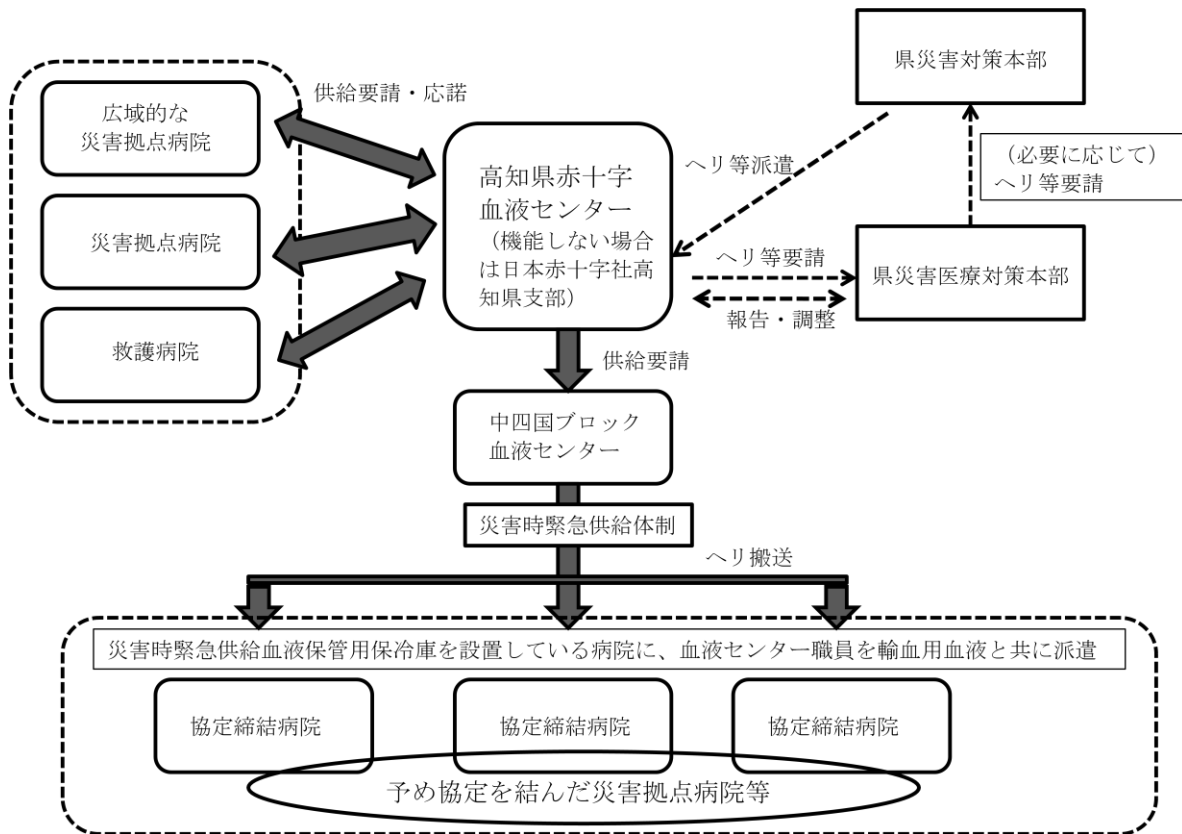 広域的な
災害拠点病院
災害拠点病院
救護病院
供給要請・応諾
高知県赤十字
血液センター
（機能しない場合
は日本赤十字社高
知県支部）
ヘリ等派遣
県災害対策本部
（必要に応じて）
ヘリ等要請
ヘリ等要請
報告・調整
県災害医療対策本部
供給要請
中四国ブロック
血液センター
災害時緊急供給体制
ヘリ搬送
災害時緊急供給血液保管用保冷庫を設置している病院に、血液センター職員を輸血用血液と共に派遣
協定締結病院
協定締結病院
協定締結病院
予め協定を結んだ災害拠点病院等